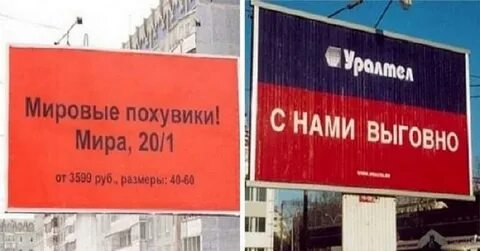 Мировые похувики!
Мира, 20/1
от 3599 руб., размеры: 40-60
Уралтел
С НАМИ ВЫГОВНО